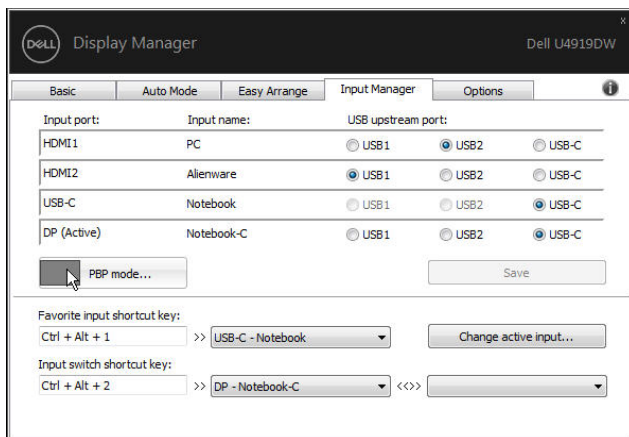 x
DELL Display Manager Dell U4919DW
Basic Auto Mode Easy Arrange Input Manager Options i
Input port: Input name: USB upstream port:
HDMI1 PC USB1 USB2 USB-C
HDMI2 Alienware USB1 USB2 USB-C
USB-C Notebook USB1 USB2 USB-C
DP (Active) Notebook-C USB1 USB2 USB-C
PBP mode... Save
Favorite input shortcut key:
Ctrl + Alt + 1 >> USB-C - Notebook Change active input...
Input switch shortcut key:
Ctrl + Alt + 2 >> DP - Notebook-C <<>>